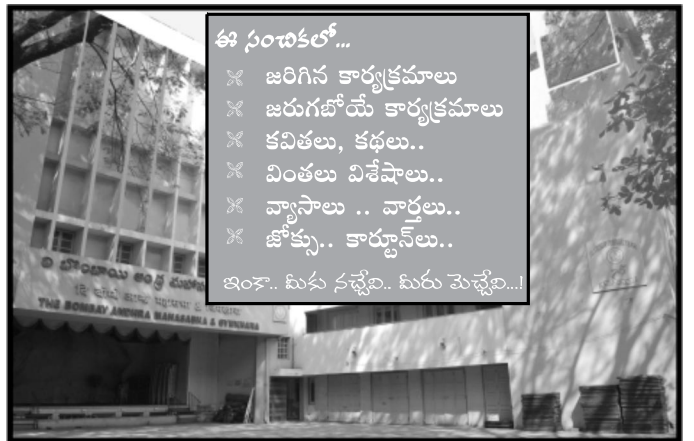 ఈ సంచికలో...
జరిగిన కార్యక్రమాలు
జరుగబోయే కార్యక్రమాలు
కవితలు, కథలు..
వింతలు విశేషాలు..
వ్యాసాలు .. వార్తలు..
జోక్సు.. కార్టూన్‌లు..
ఇంకా.. మీకు నచ్చేవి.. మీరు మెచ్చేవి...!
ది బొంబాయి ఆంధ్ర
THE BOMBAY ANDHRA MAHASABHA & GYMKHANA